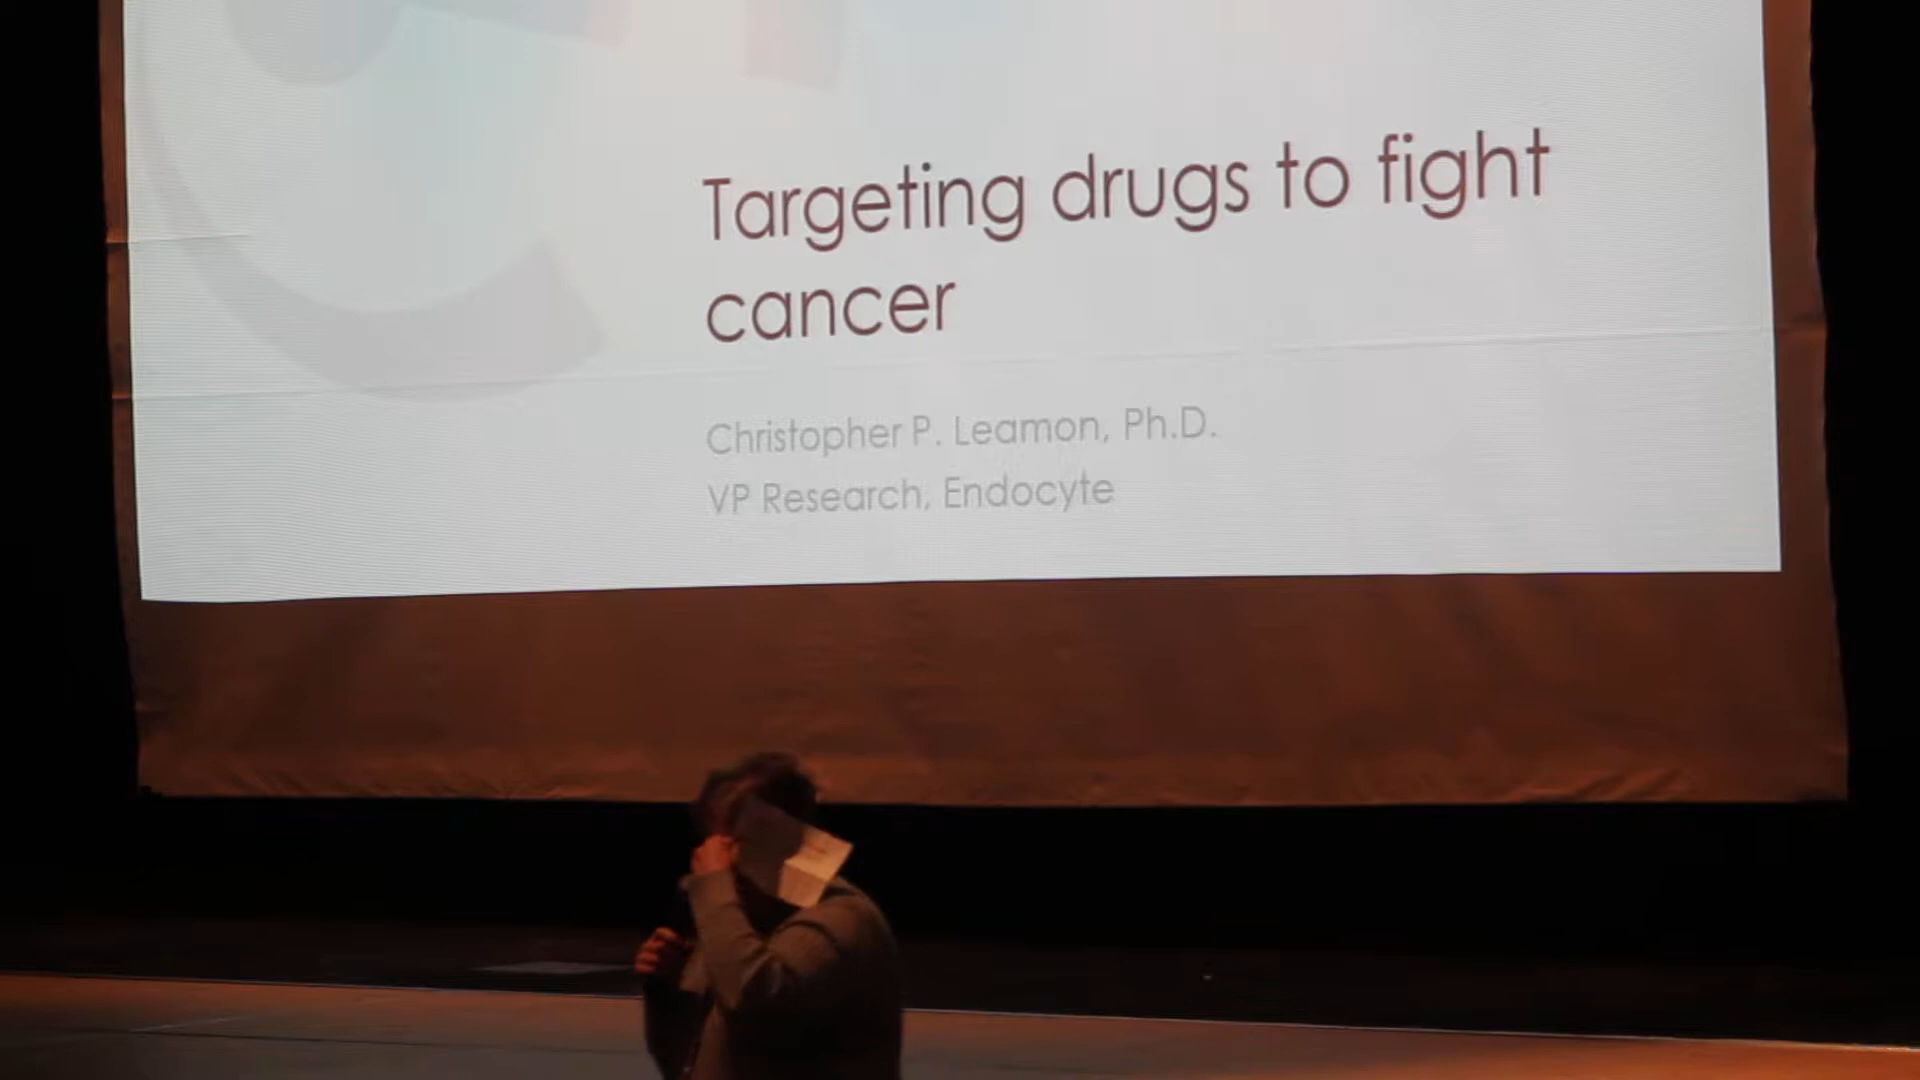 Targeting drugs to fight
cancer
Christopher P. Leamon, Ph.D.
VP Research, Endocyte